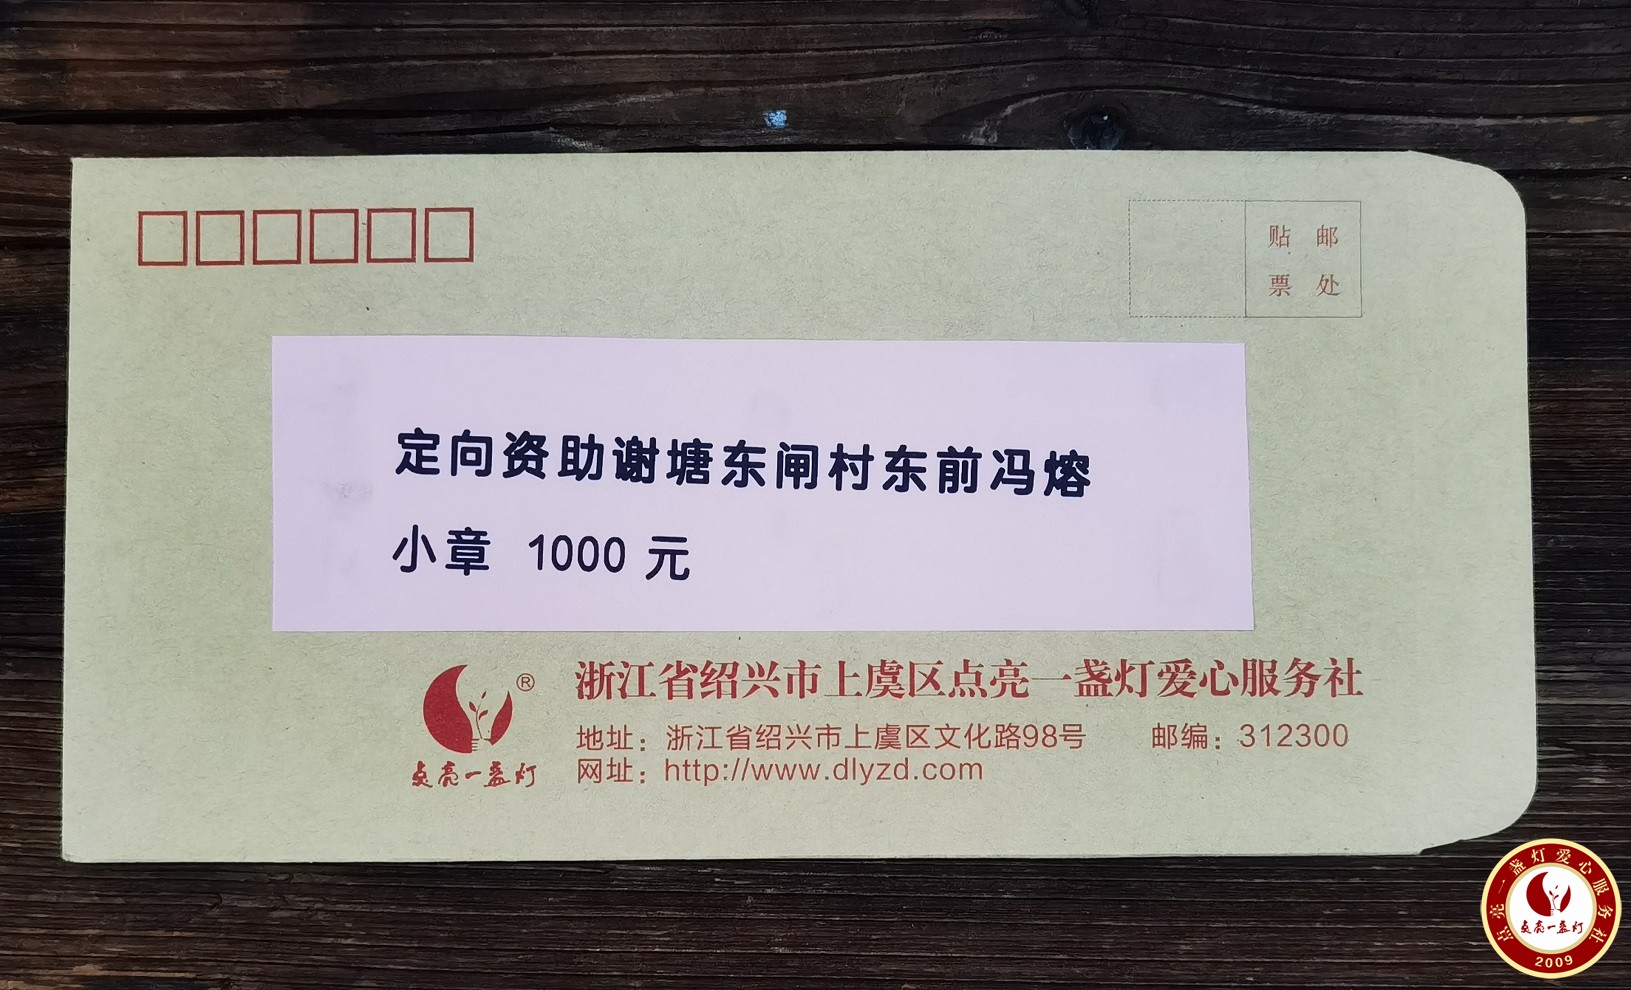 贴 邮
票 处
定向资助谢塘东闸村东前冯熔
小章 1000 元
®
浙江省绍兴市上虞区点亮一盏灯爱心服务社
地址：浙江省绍兴市上虞区文化路98号 邮编：312300
网址：http://www.dlyzd.com
点亮一盏灯
点亮一盏灯爱心服务社
点亮一盏灯
2009